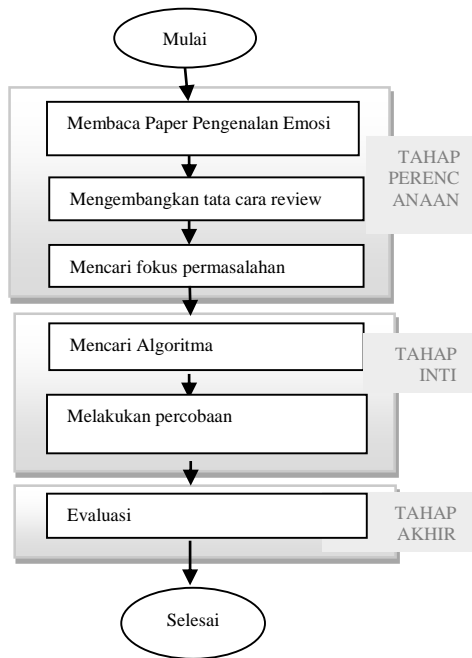 Mulai
Membaca Paper Pengenalan Emosi
TAHAP
PERENC
ANAAN
Mengembangkan tata cara review
Mencari fokus permasalahan
Mencari Algoritma
TAHAP
INTI
Melakukan percobaan
Evaluasi
TAHAP
AKHIR
Selesai